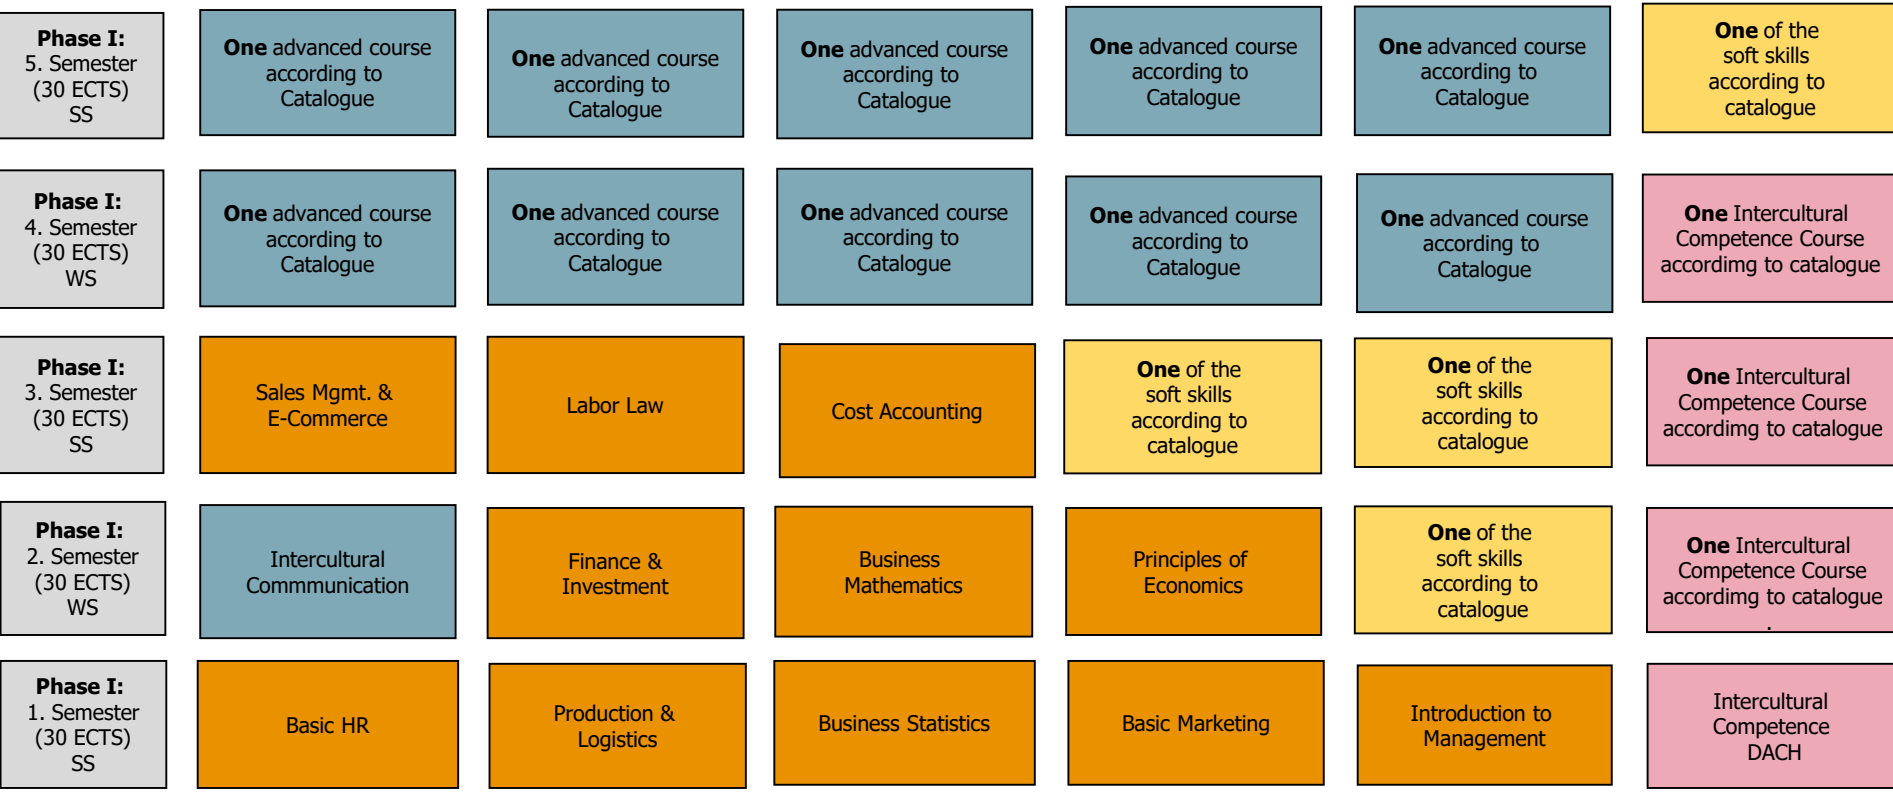 Phase I:
5. Semester
(30 ECTS)
SS
One advanced course
according to
Catalogue
One advanced course
according to
Catalogue
One advanced course
according to
Catalogue
One advanced course
according to
Catalogue
One advanced course
according to
Catalogue
One of the
soft skills
according to
catalogue
Phase I:
4. Semester
(30 ECTS)
WS
One advanced course
according to
Catalogue
One advanced course
according to
Catalogue
One advanced course
according to
Catalogue
One advanced course
according to
Catalogue
One advanced course
according to
Catalogue
One Intercultural
Competence Course
accordimg to catalogue
Phase I:
3. Semester
(30 ECTS)
SS
Sales Mgmt. &
E-Commerce
Labor Law
Cost Accounting
One of the
soft skills
according to
catalogue
One of the
soft skills
according to
catalogue
One Intercultural
Competence Course
accordimg to catalogue
Phase I:
2. Semester
(30 ECTS)
WS
Intercultural
Commmunication
Finance &
Investment
Business
Mathematics
Principles of
Economics
One of the
soft skills
according to
catalogue
One Intercultural
Competence Course
accordimg to catalogue
.
Phase I:
1. Semester
(30 ECTS)
SS
Basic HR
Production &
Logistics
Business Statistics
Basic Marketing
Introduction to
Management
Intercultural
Competence
DACH